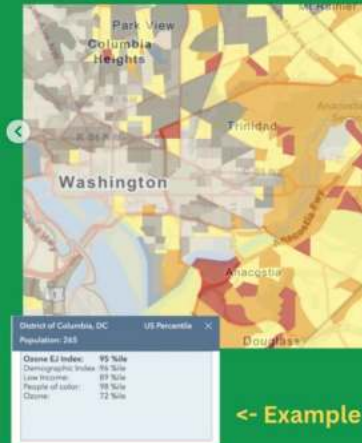 Mt Rainier
Park View
Columbia
Heights
Trinidad
Washington
Anacostia
Douglass
District of Columbia, DC US Percentile ×
Population: 265
Ozone EJ Index: 95 %ile
Demographic Index 96 %ile
Low Income: 89 %ile
People of color: 98 %ile
Ozone: 72 %ile
<- Example